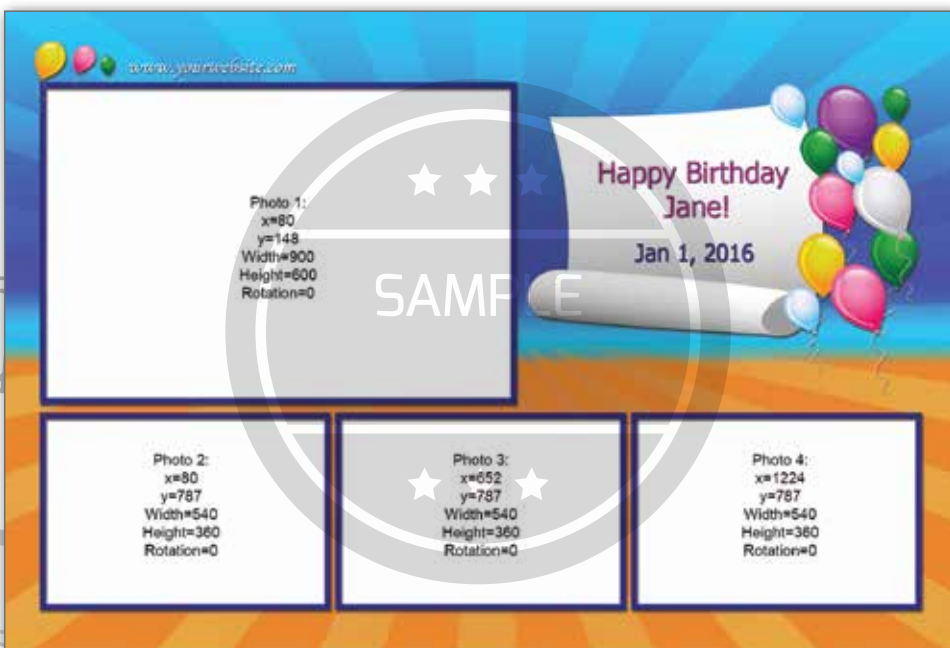 www.yourwebsite.com
Photo 1:
x=80
y=148
Width=900
Height=600
Rotation=0
Happy Birthday
Jane!
Jan 1, 2016
SAMPLE
Photo 2:
x=80
y=787
Width=540
Height=360
Rotation=0
Photo 3:
x=652
y=787
Width=540
Height=360
Rotation=0
Photo 4:
x=1224
y=787
Width=540
Height=360
Rotation=0